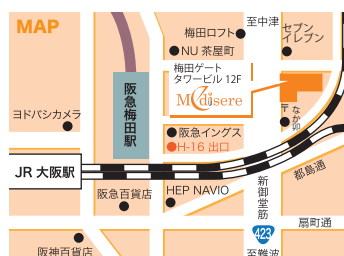 MAP
梅田ロフト
至中津
セブン
イレブン
NU 茶屋町
梅田ゲート
タワービル 12F
Médisere
阪急梅田駅
ヨドバシカメラ
〒
なか卯
阪急イングス
H-16 出口
JR 大阪駅
都島通
阪急百貨店
HEP NAVIO
新御堂筋
扇町通
423
阪神百貨店
至難波